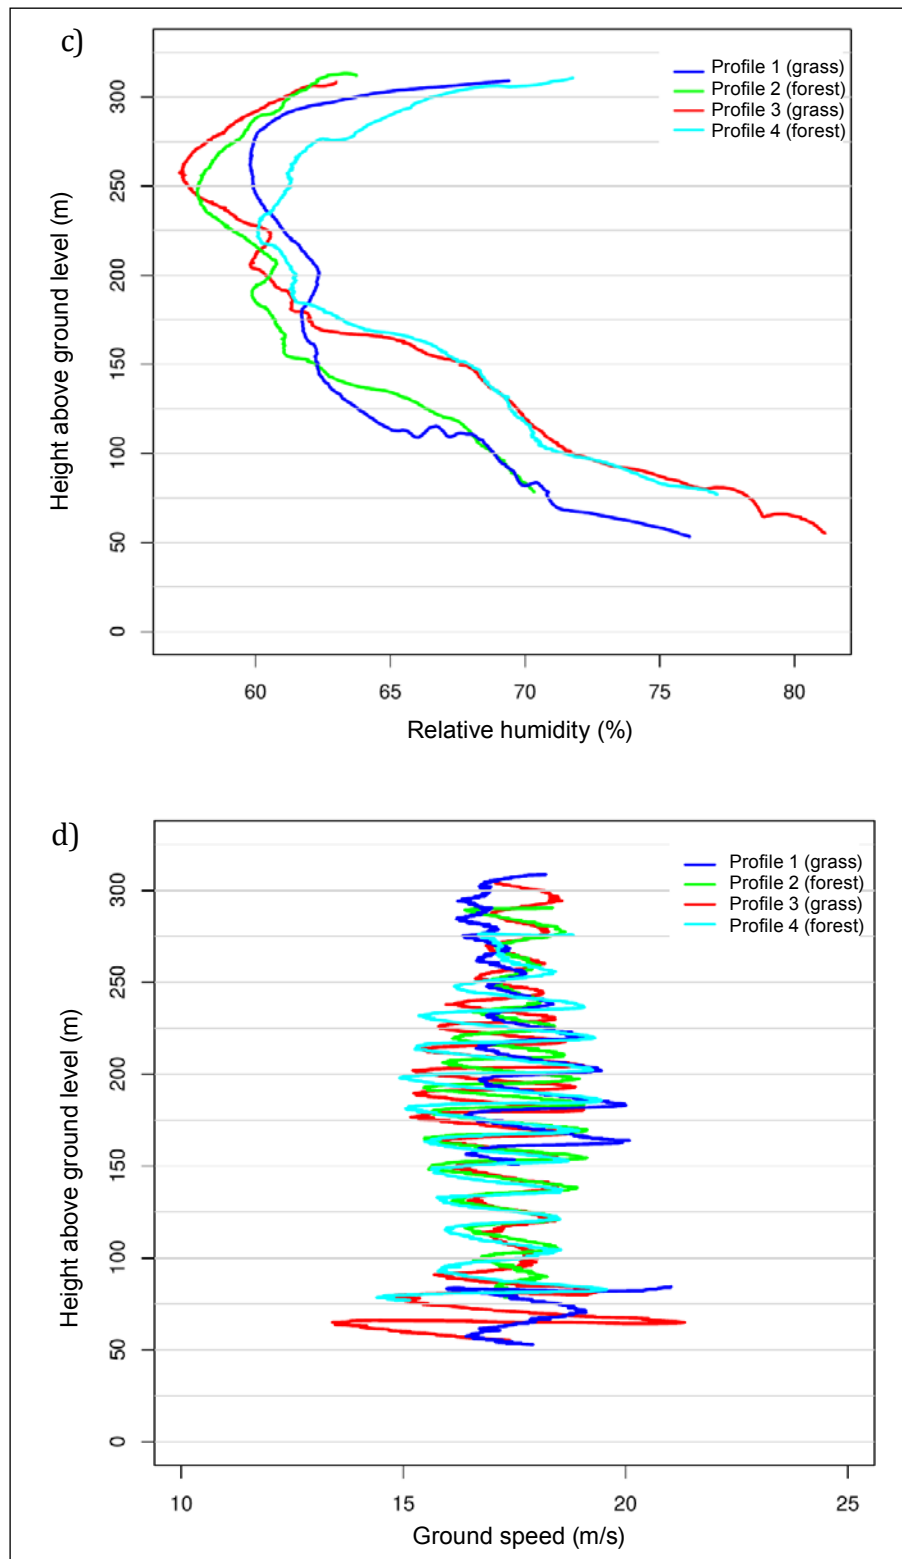 c)
Profile 1 (grass)
Profile 2 (forest)
Profile 3 (grass)
Profile 4 (forest)
300
250
200
150
100
50
0
Height above ground level (m)
60 65 70 75 80
Relative humidity (%)
d)
Profile 1 (grass)
Profile 2 (forest)
Profile 3 (grass)
Profile 4 (forest)
300
250
200
150
100
50
0
Height above ground level (m)
10 15 20 25
Ground speed (m/s)